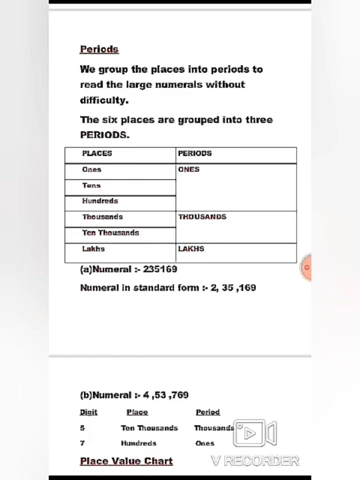 Periods
We group the places into periods to
read the large numerals without
difficulty.
The six places are grouped into three
PERIODS.
PLACES PERIODS
Ones ONES
Tens
Hundreds
Thousands THOUSANDS
Ten Thousands
Lakhs LAKHS
(a)Numeral :- 235169
Numeral in standard form :- 2, 35 ,169
(b)Numeral :- 4 ,53 ,769
Digit Place Period
5 Ten Thousands Thousands
7 Hundreds Ones
Place Value Chart
V RECORDER